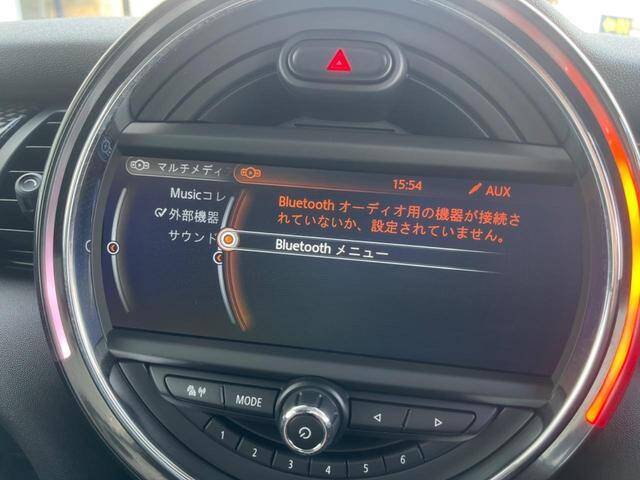 マルチメディ
15:54
AUX
Musicコレ
外部機器
サウンド
Bluetooth オーディオ用の機器が接続さ
れていないか、設定されていません。
Bluetooth メニュー
MODE
1 2 3 4 5 6